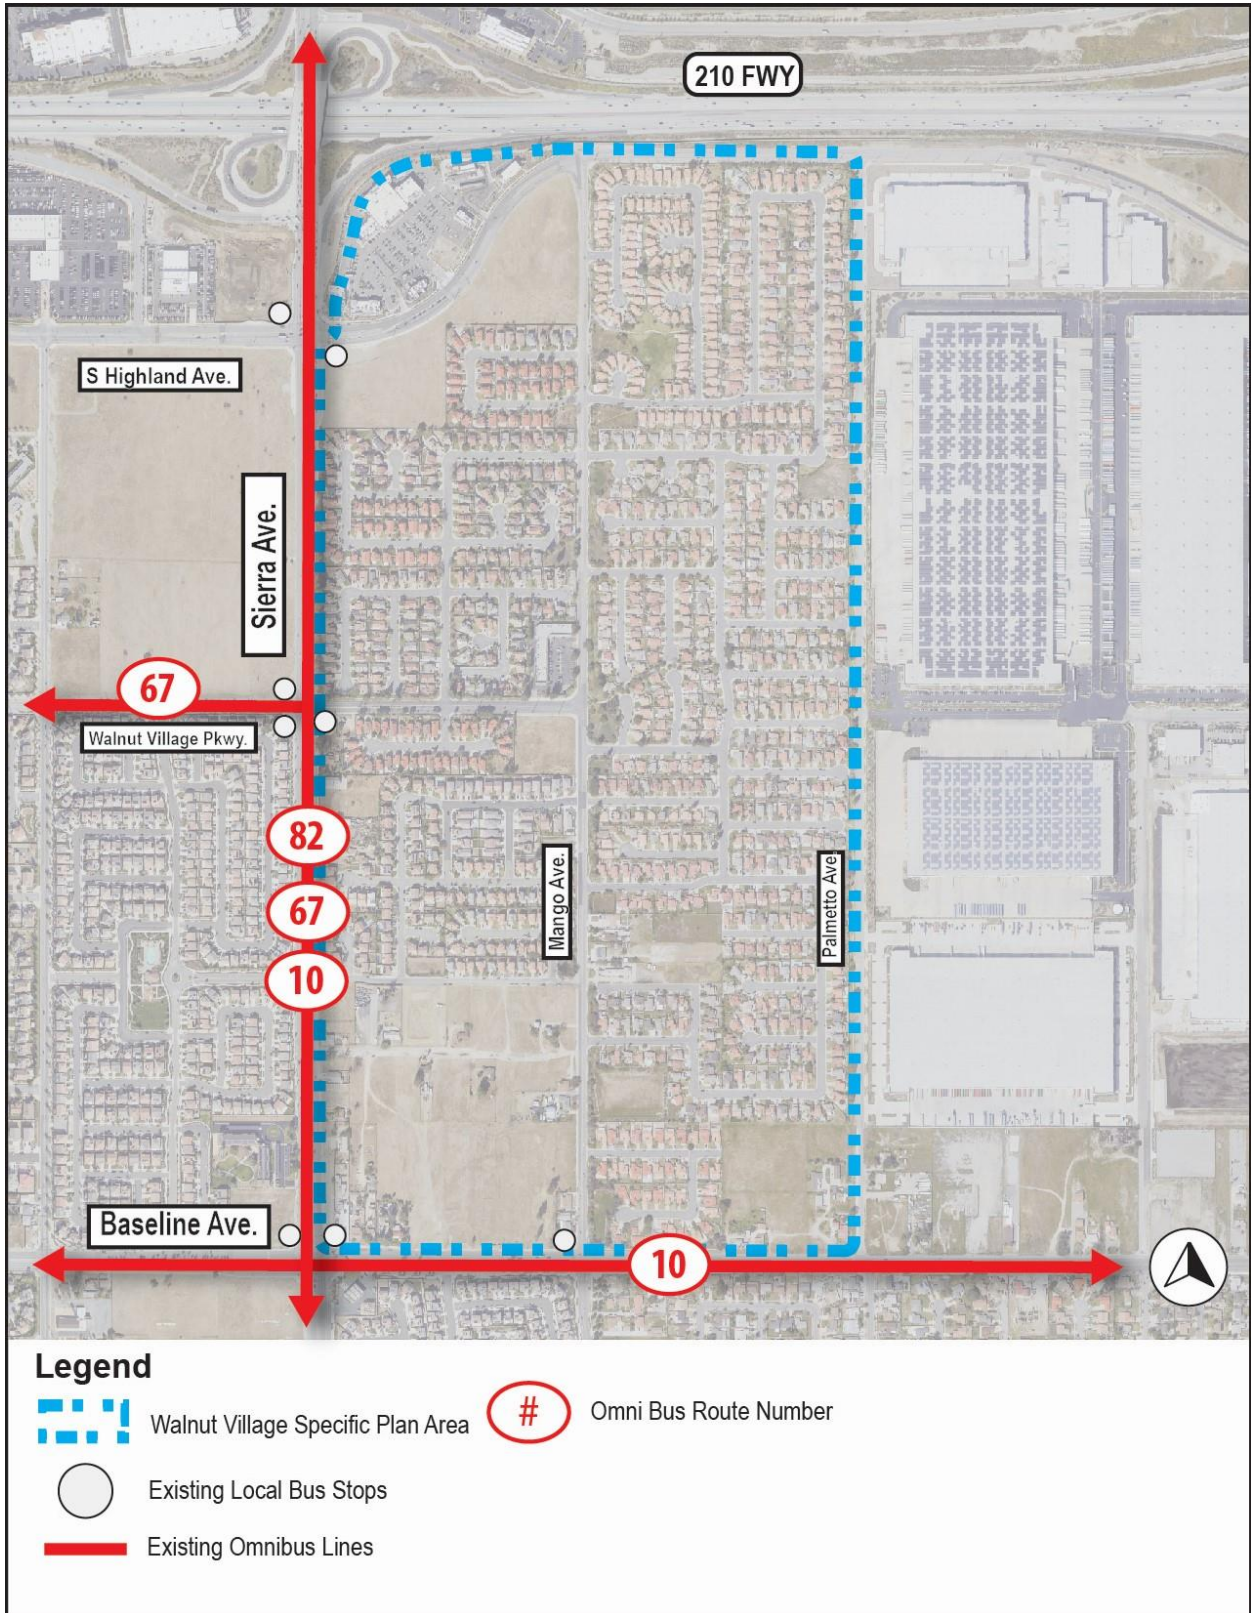 210 FWY
S Highland Ave.
Sierra Ave.
67
Walnut Village Pkwy.
82
67
10
Mango Ave.
Palmetto Ave.
Baseline Ave.
10
Legend
Walnut Village Specific Plan Area
# Omni Bus Route Number
Existing Local Bus Stops
Existing Omnibus Lines